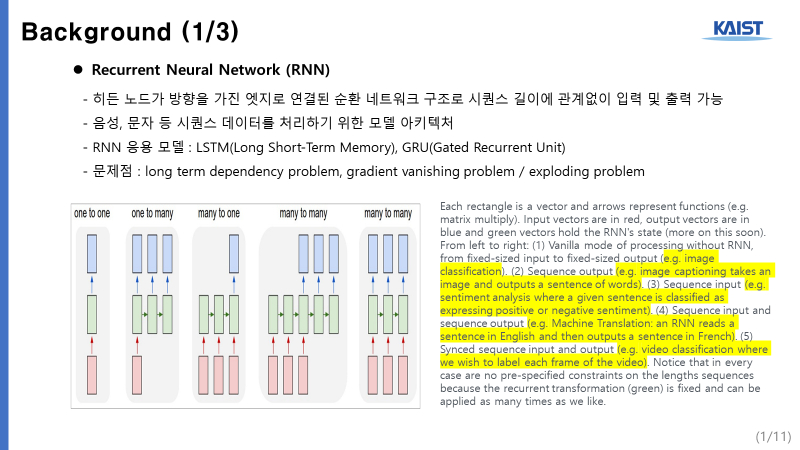 Background (1/3)
KAIST
● Recurrent Neural Network (RNN)
- 히든 노드가 방향을 가진 엣지로 연결된 순환 네트워크 구조로 시퀀스 길이에 관계없이 입력 및 출력 가능
- 음성, 문자 등 시퀀스 데이터를 처리하기 위한 모델 아키텍처
- RNN 응용 모델 : LSTM(Long Short-Term Memory), GRU(Gated Recurrent Unit)
- 문제점 : long term dependency problem, gradient vanishing problem / exploding problem
one to one one to many many to one many to many many to many
Each rectangle is a vector and arrows represent functions (e.g.
matrix multiply). Input vectors are in red, output vectors are in
blue and green vectors hold the RNN's state (more on this soon).
From left to right: (1) Vanilla mode of processing without RNN,
from fixed-sized input to fixed-sized output (e.g. image
classification). (2) Sequence output (e.g. image captioning takes an
image and outputs a sentence of words). (3) Sequence input (e.g.
sentiment analysis where a given sentence is classified as
expressing positive or negative sentiment). (4) Sequence input and
sequence output (e.g. Machine Translation: an RNN reads a
sentence in English and then outputs a sentence in French). (5)
Synced sequence input and output (e.g. video classification where
we wish to label each frame of the video). Notice that in every
case are no pre-specified constraints on the lengths sequences
because the recurrent transformation (green) is fixed and can be
applied as many times as we like.
(1/11)